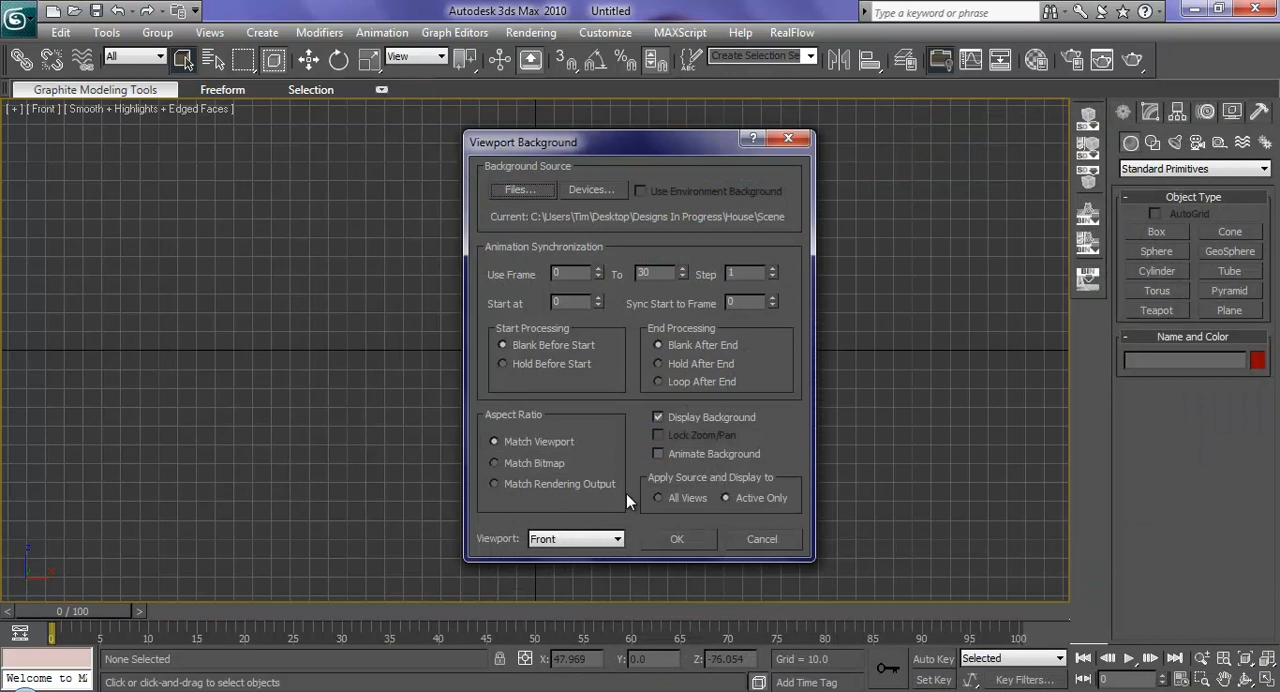 Autodesk 3ds Max 2010 Untitled
Type a keyword or phrase
Edit Tools Group Views Create Modifiers Animation Graph Editors Rendering Customize MAXScript Help RealFlow
All View Create Selection Se
Graphite Modeling Tools Freeform Selection
[ + ] [ Front ] [ Smooth + Highlights + Edged Faces ]
Viewport Background
Background Source
Files... Devices... Use Environment Background
Current: C:\Users\Tim\Desktop\Designs In Progress\House\Scene
Animation Synchronization
Use Frame 0 To 30 Step 1
Start at 0 Sync Start to Frame 0
Start Processing
Blank Before Start
Hold Before Start
End Processing
Blank After End
Hold After End
Loop After End
Aspect Ratio
Match Viewport
Match Bitmap
Match Rendering Output
Display Background
Lock Zoom/Pan
Animate Background
Apply Source and Display to
All Views Active Only
Viewport: Front OK Cancel
Standard Primitives
- Object Type
AutoGrid
Box Cone
Sphere GeoSphere
Cylinder Tube
Torus Pyramid
Teapot Plane
- Name and Color
z
x
< 0 / 100 >
0 5 10 15 20 25 30 35 40 45 50 55 60 65 70 75 80 85 90 95 100
None Selected X: 47.969 Y: 0.0 Z: -76.054 Grid = 10.0 Auto Key Selected
Welcome to M Click or click-and-drag to select objects Add Time Tag Set Key Key Filters... 0